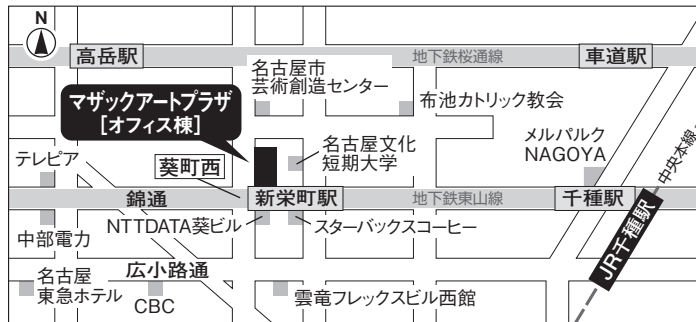 N
高岳駅
地下鉄桜通線
車道駅
名古屋市
芸術創造センター
マザックアートプラザ
[オフィス棟]
布池カトリック教会
メルパルク
NAGOYA
中央本線
テレピア
葵町西
名古屋文化
短期大学
錦通
新栄町駅
地下鉄東山線
千種駅
中部電力
NTTDATA葵ビル
スターバックスコーヒー
JR千種駅
広小路通
名古屋
東急ホテル
CBC
雲竜フレックスビル西館